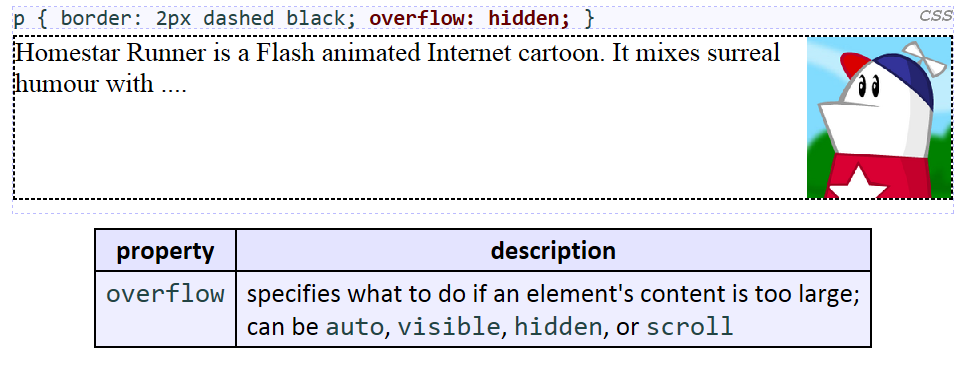 p { border: 2px dashed black; overflow: hidden; }
CSS
Homestar Runner is a Flash animated Internet cartoon. It mixes surreal
humour with ....
property description
overflow specifies what to do if an element's content is too large;
can be auto, visible, hidden, or scroll